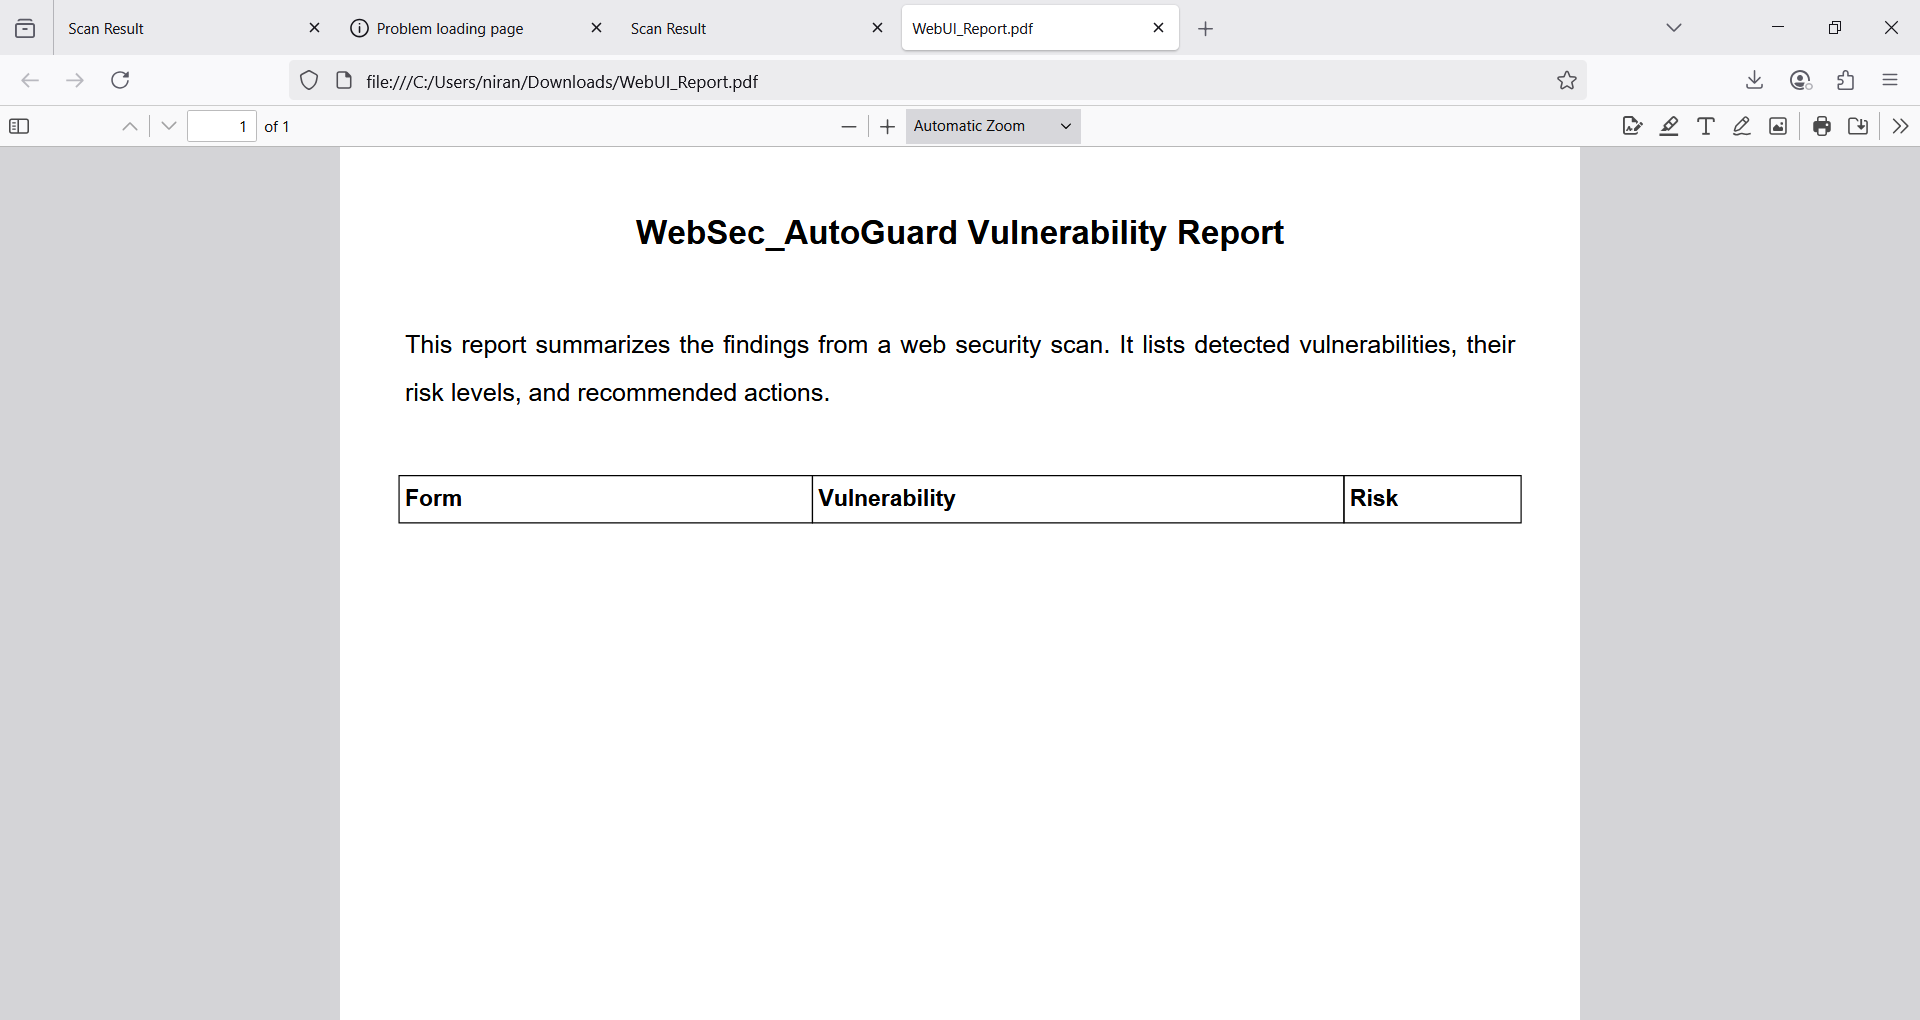 Scan Result
Problem loading page
Scan Result
WebUI_Report.pdf
file:///C:/Users/niran/Downloads/WebUI_Report.pdf
1 of 1
Automatic Zoom
WebSec_AutoGuard Vulnerability Report
This report summarizes the findings from a web security scan. It lists detected vulnerabilities, their
risk levels, and recommended actions.
Form Vulnerability Risk